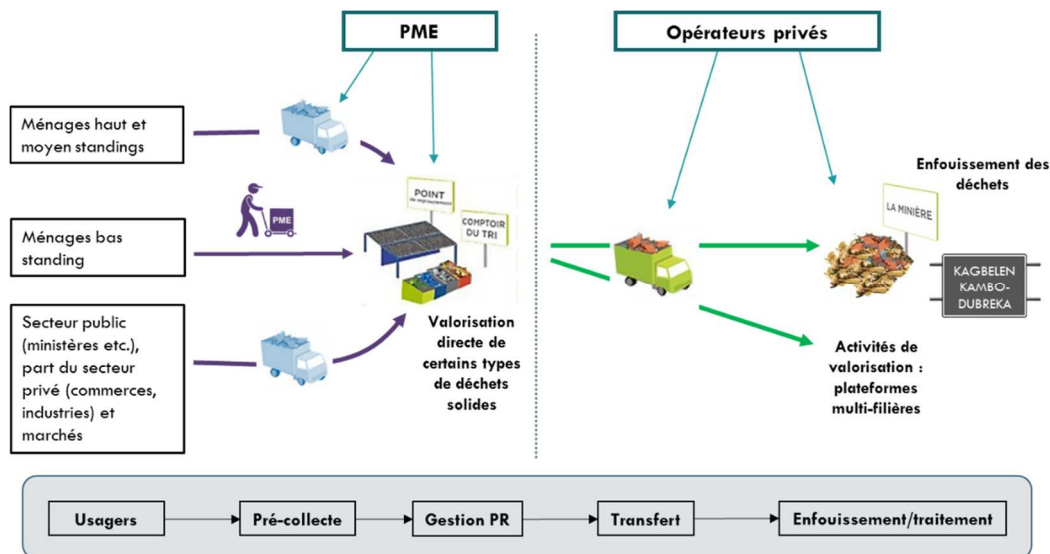 PME
Opérateurs privés
Ménages haut et
moyen standings
PME
Ménages bas
standing
Secteur public
(ministères etc.),
part du secteur
privé (commerces,
industries) et
marchés
POINT
de regroupement
COMPTOIR
DU TRI
Valorisation
directe de
certains types
de déchets
solides
Enfouissement des
déchets
LA MINIÈRE
KAGBELEN
KAMBO-
DUBREKA
Activités de
valorisation :
plateformes
multi-filières
Usagers
Pré-collecte
Gestion PR
Transfert
Enfouissement/traitement